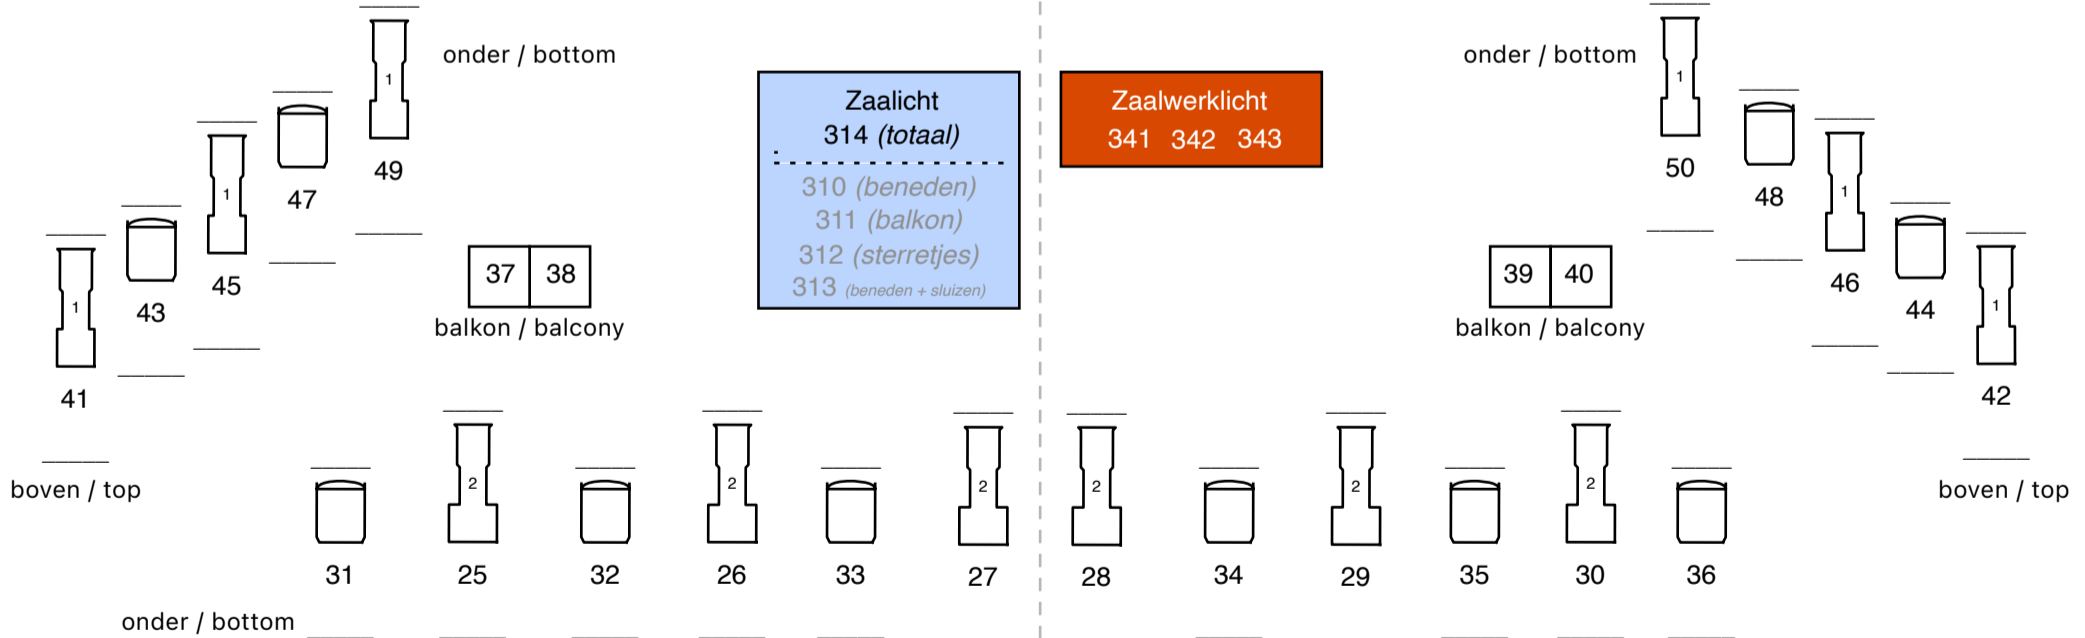 onder / bottom
1
49
47
1
45
43
1
41
boven / top
37 38
balkon / balcony
Zaalicht
314 (totaal)
310 (beneden)
311 (balkon)
312 (sterretjes)
313 (beneden + sluizen)
Zaalwerklicht
341 342 343
onder / bottom
1
50
48
1
46
44
1
42
boven / top
39 40
balkon / balcony
2 2 2 2 2 2
31 25 32 26 33 27 28 34 29 35 30 36
onder / bottom